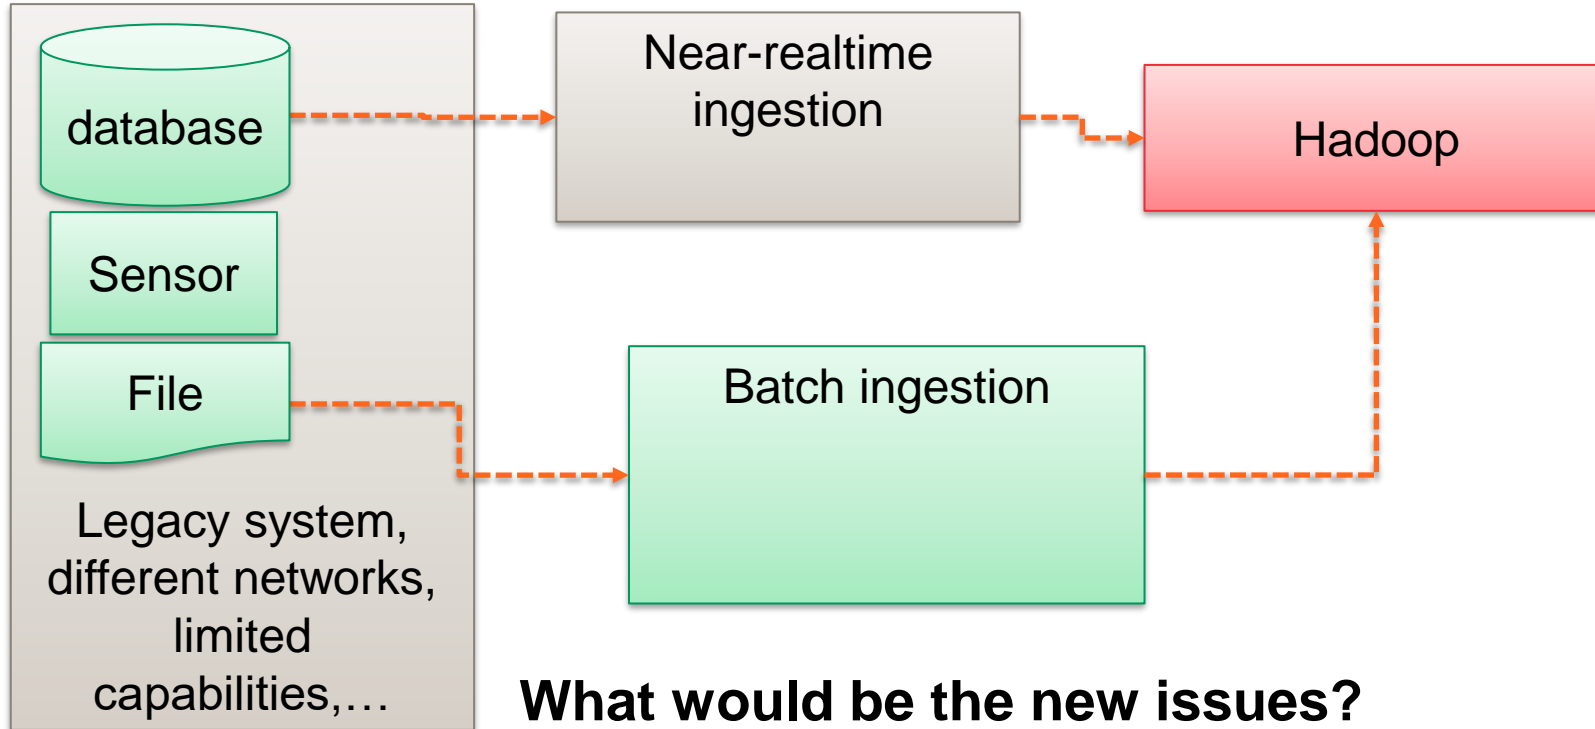 database
Sensor
File
Legacy system,
different networks,
limited
capabilities,…
Near-realtime
ingestion
Hadoop
Batch ingestion
What would be the new issues?